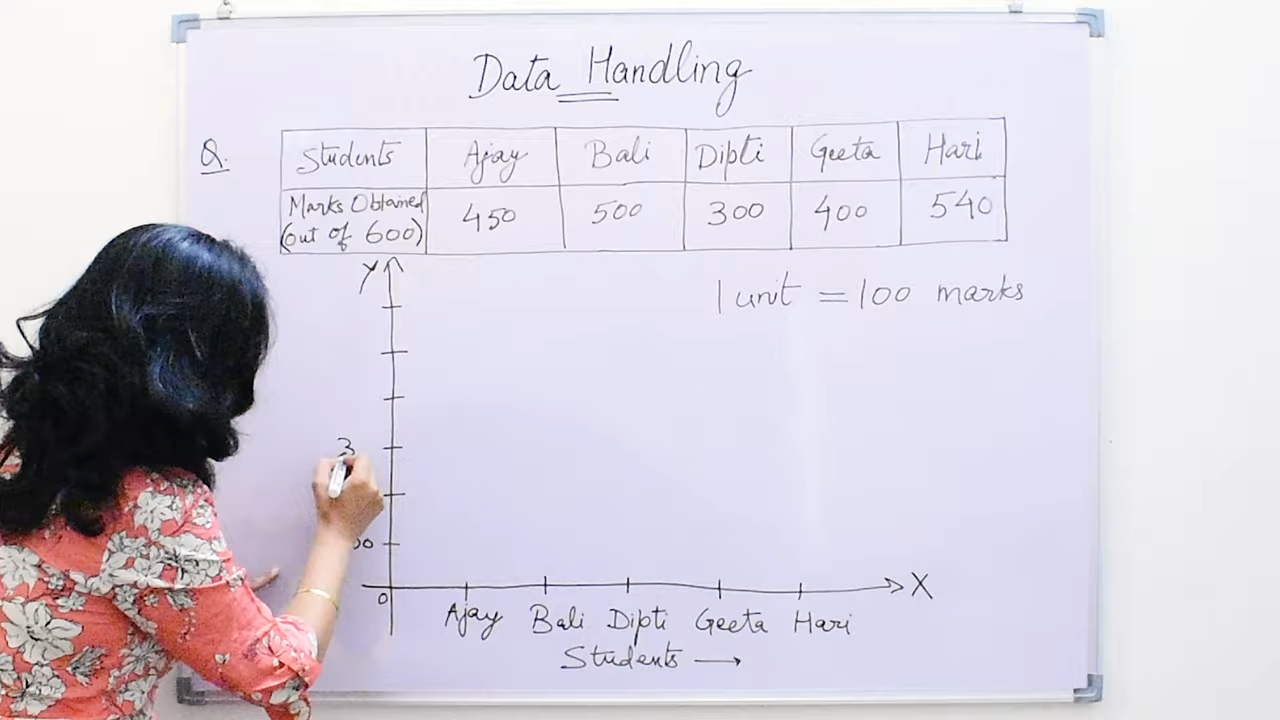 Data Handling
Q.
Students Ajay Bali Dipti Geeta Hari
Marks Obtained 450 500 300 400 540
(Out of 600)
Y
1 unit = 100 marks
3
0 X
Ajay Bali Dipti Geeta Hari
Students →